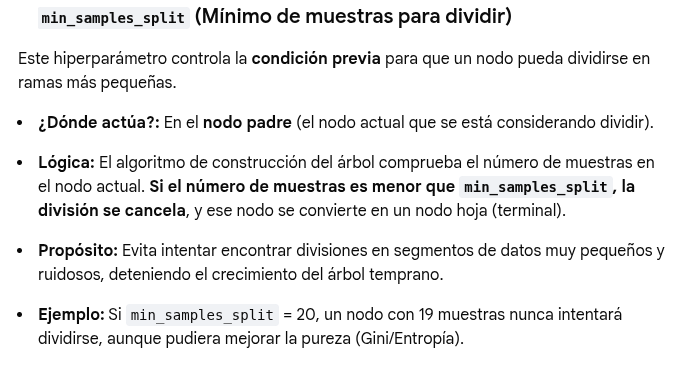 min_samples_split (Mínimo de muestras para dividir)
Este hiperparámetro controla la condición previa para que un nodo pueda dividirse en
ramas más pequeñas.
• ¿Dónde actúa?: En el nodo padre (el nodo actual que se está considerando dividir).
• Lógica: El algoritmo de construcción del árbol comprueba el número de muestras en
el nodo actual. Si el número de muestras es menor que min_samples_split, la
división se cancela, y ese nodo se convierte en un nodo hoja (terminal).
• Propósito: Evita intentar encontrar divisiones en segmentos de datos muy pequeños y
ruidosos, deteniendo el crecimiento del árbol temprano.
• Ejemplo: Si min_samples_split = 20, un nodo con 19 muestras nunca intentará
dividirse, aunque pudiera mejorar la pureza (Gini/Entropía).